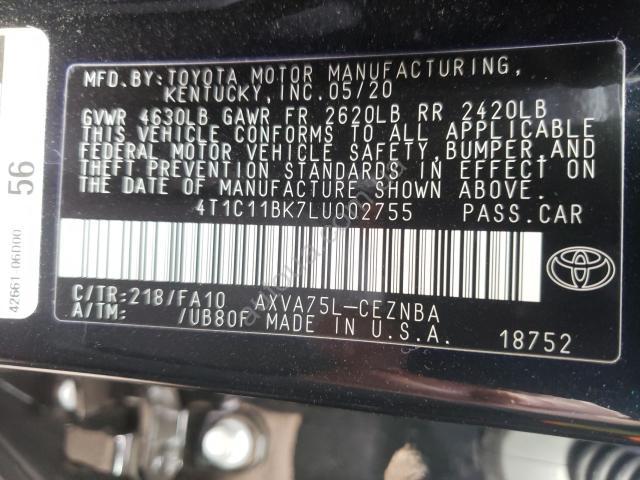 MFD.BY:TOYOTA MOTOR MANUFACTURING,
KENTUCKY, INC.05/20
GVWR 4630LB GAWR FR 2620LB RR 2420LB
THIS VEHICLE CONFORMS TO ALL APPLICABLE
FEDERAL MOTOR VEHICLE SAFETY,BUMPER,AND
THEFT PREVENTION STANDARDS IN EFFECT ON
THE DATE OF MANUFACTURE SHOWN ABOVE.
4T1C11BK7LU002755 PASS.CAR
C/TR:218/FA10 AXVA75L-CEZNBA
A/TM: /UB80F MADE IN U.S.A.
18752
56
42661-06D00